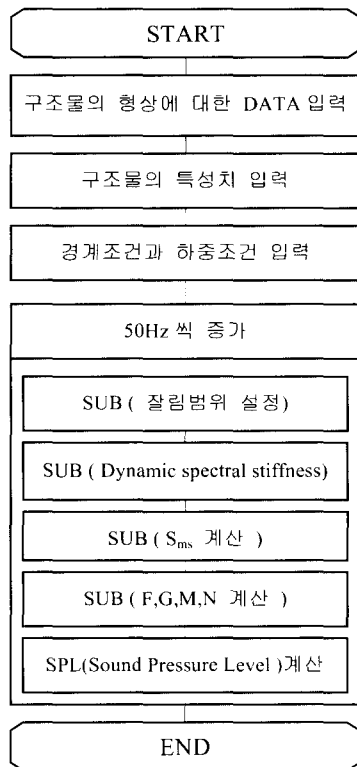 START
구조물의 형상에 대한 DATA 입력
구조물의 특성치 입력
경계조건과 하중조건 입력
50Hz 씩 증가
SUB ( 잘림범위 설정)
SUB ( Dynamic spectral stiffness)
SUB ( Sms 계산 )
SUB ( F,G,M,N 계산 )
SPL(Sound Pressure Level )계산
END